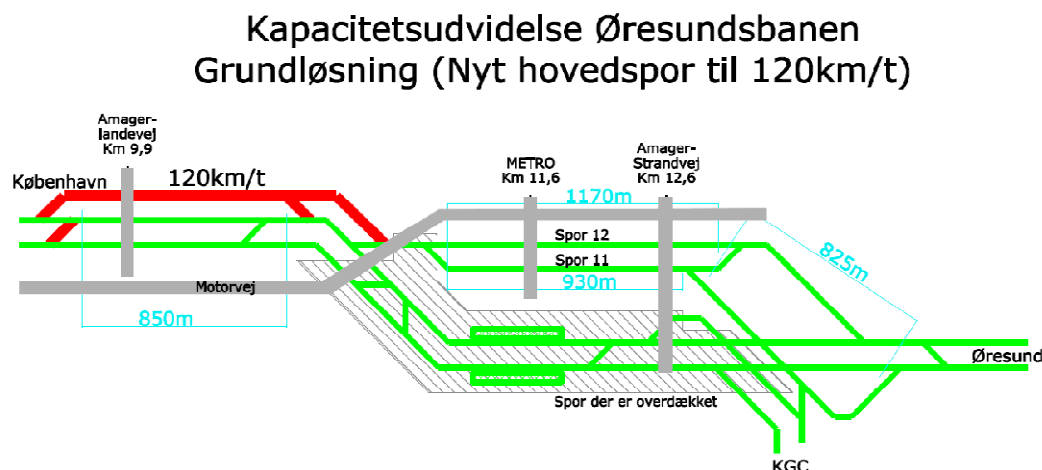 Kapacitetsudvidelse Øresundsbanen
Grundløsning (Nyt hovedspor til 120km/t)
Amager-
landevej
Km 9,9
København
120km/t
METRO
Km 11,6
Amager-
Strandvej
Km 12,6
1170m
Spor 12
Spor 11
930m
825m
Motorvej
850m
Øresund
Spor der er overdækket
KGC